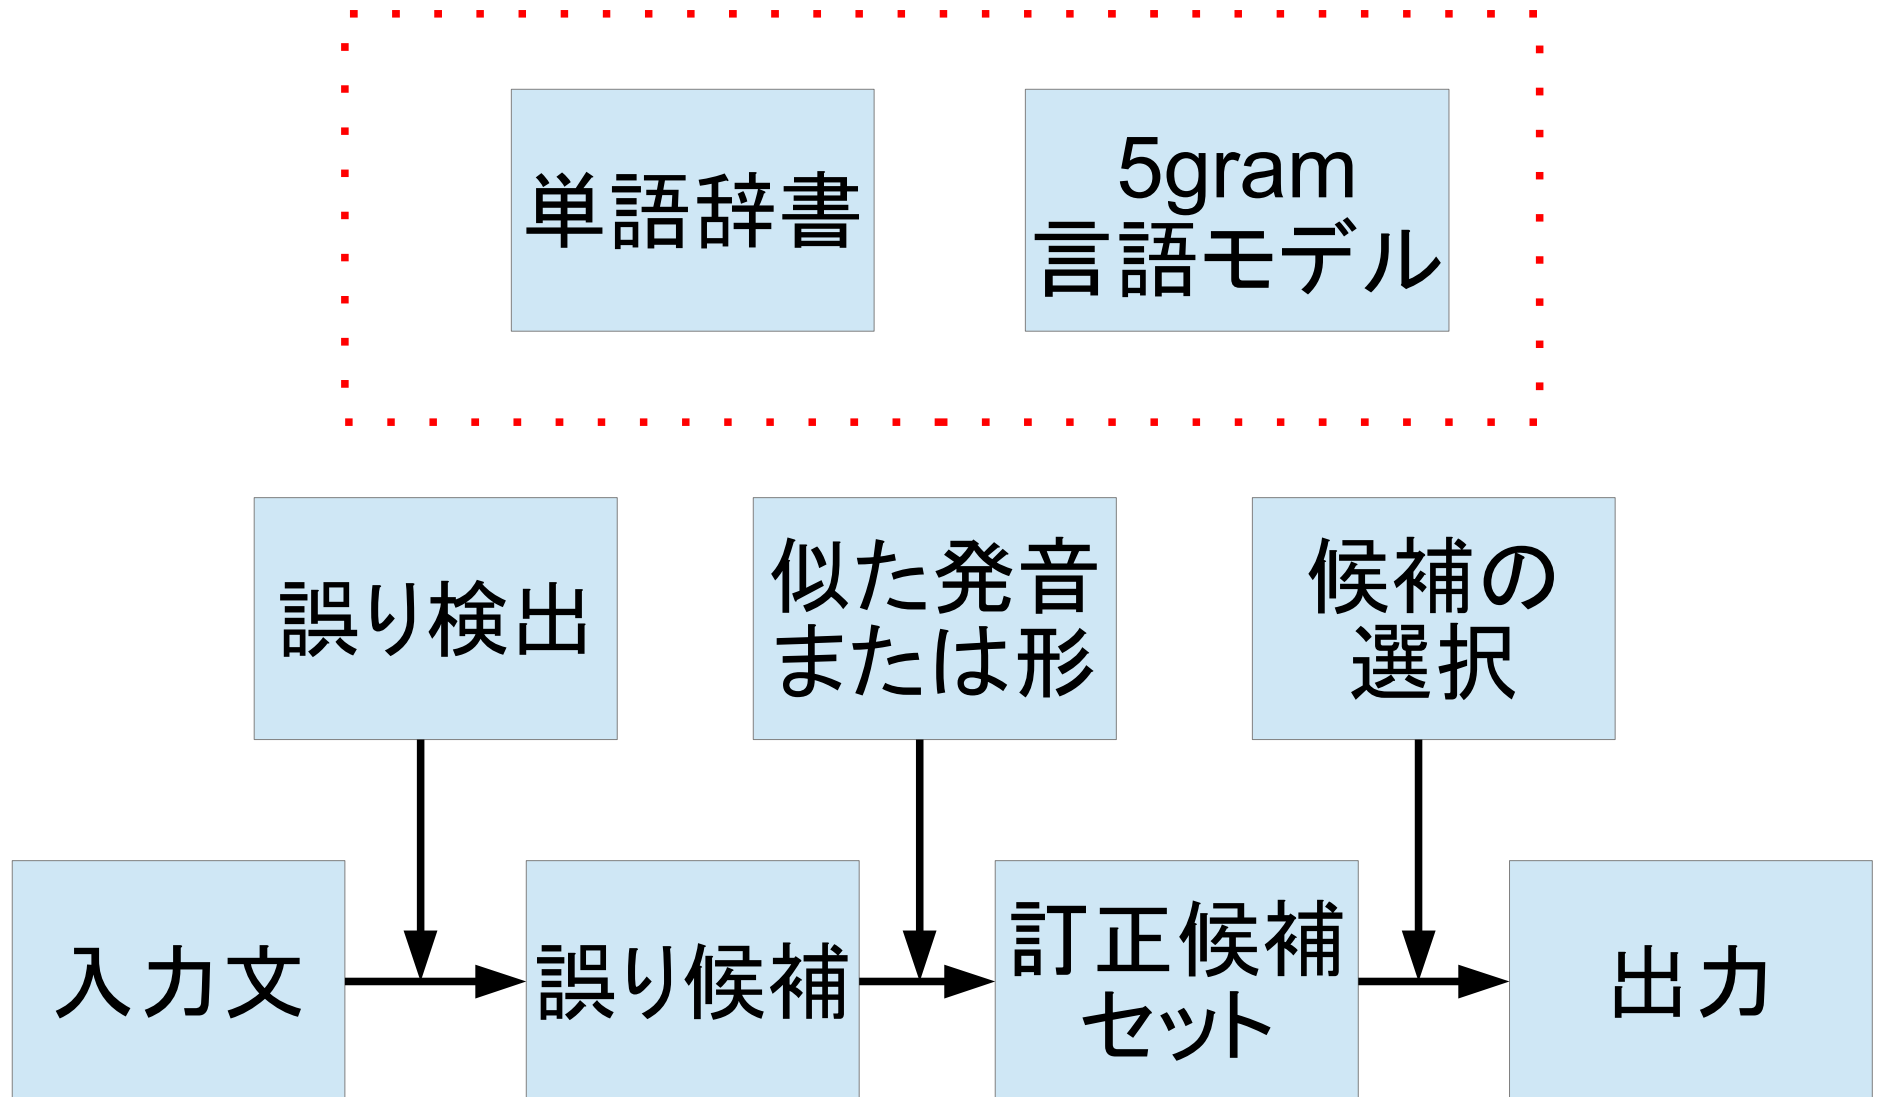 単語辞書
5gram
言語モデル
誤り検出
似た発音
または形
候補の
選択
入力文
誤り候補
訂正候補
セット
出力